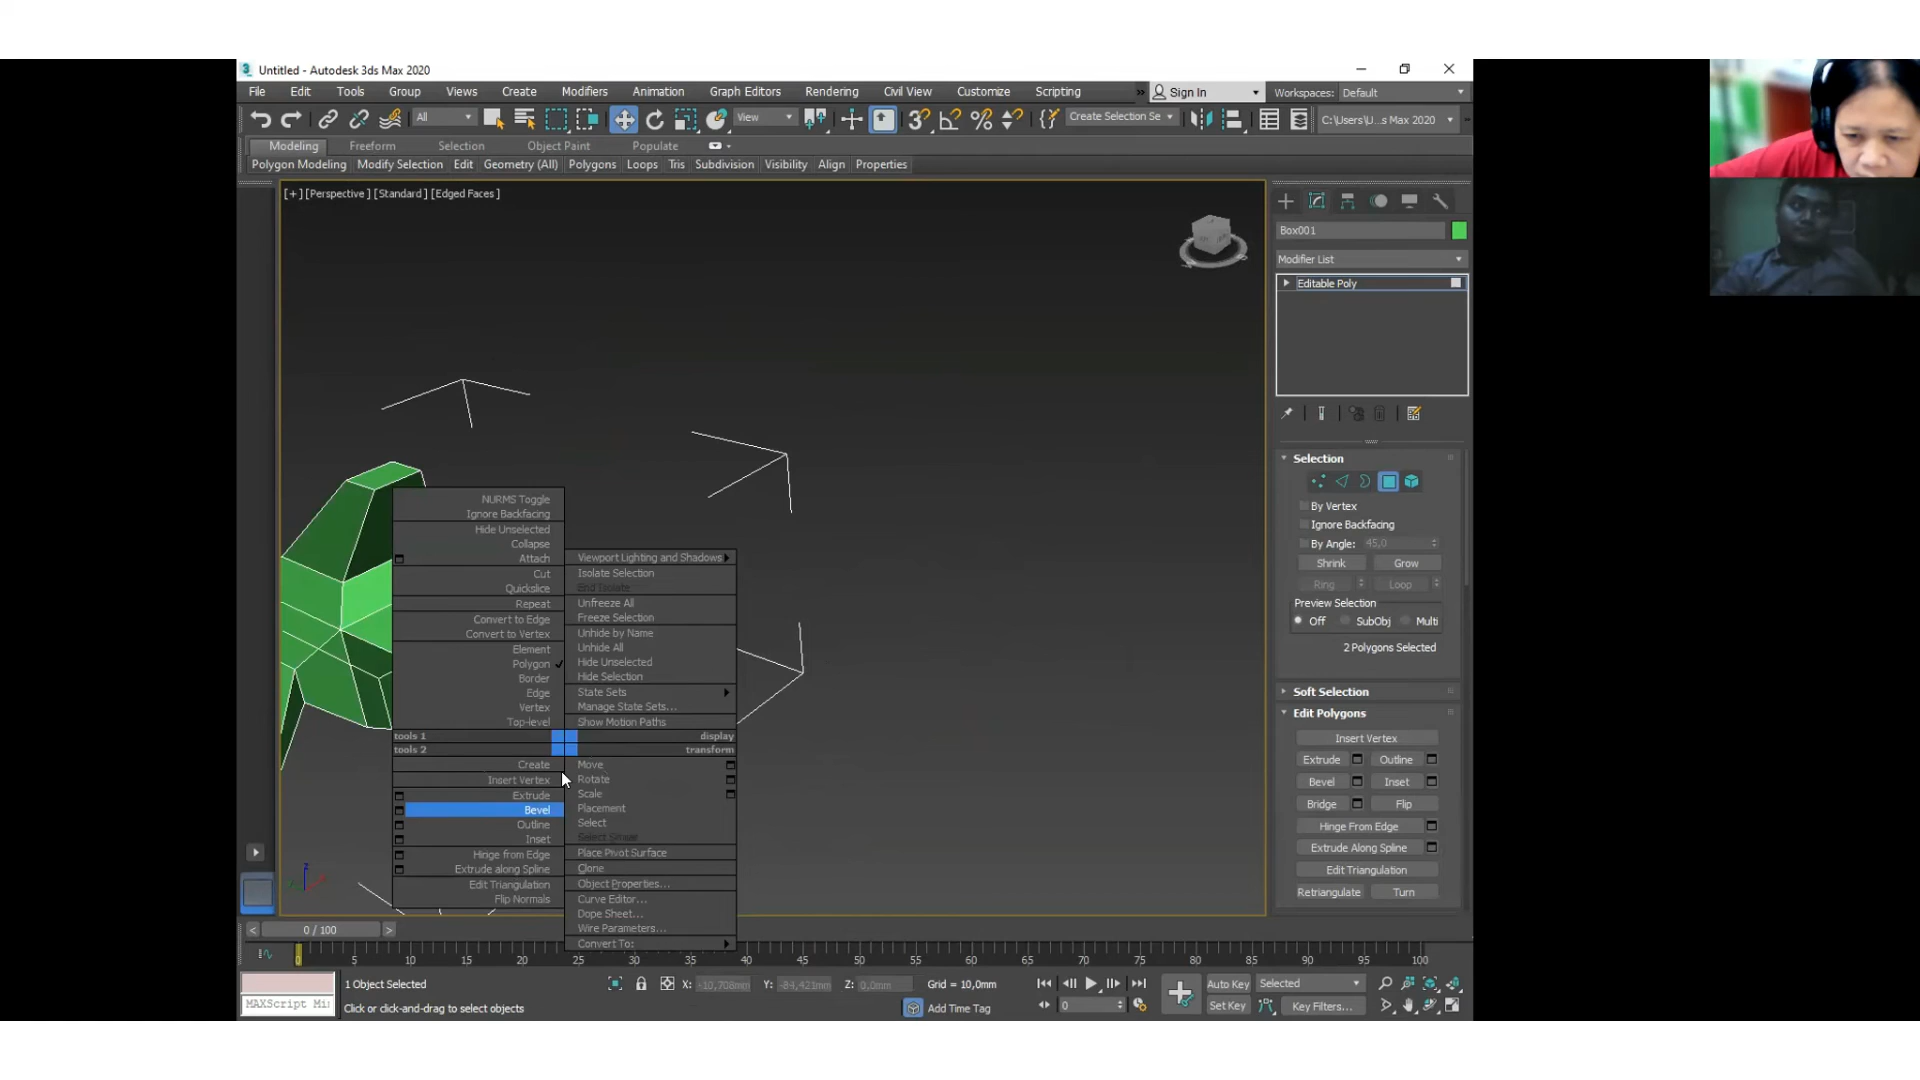 3 Untitled - Autodesk 3ds Max 2020
File Edit Tools Group Views Create Modifiers Animation Graph Editors Rendering Civil View Customize Scripting » Sign In Workspaces: Default
All View Create Selection Se C:\Users\U...s Max 2020
Modeling Freeform Selection Object Paint Populate
Polygon Modeling Modify Selection Edit Geometry (All) Polygons Loops Tris Subdivision Visibility Align Properties
[+] [Perspective ] [Standard ] [Edged Faces ]
Box001
Modifier List
Editable Poly
Selection
By Vertex
Ignore Backfacing
By Angle: 45,0
Shrink Grow
Ring Loop
Preview Selection
Off SubObj Multi
2 Polygons Selected
Soft Selection
Edit Polygons
Insert Vertex
Extrude Outline
Bevel Inset
Bridge Flip
Hinge From Edge
Extrude Along Spline
Edit Triangulation
Retriangulate Turn
NURMS Toggle
Ignore Backfacing
Hide Unselected
Collapse
Attach
Cut
Quickslice
Repeat
Convert to Edge
Convert to Vertex
Element
Polygon ✓
Border
Edge
Vertex
Top-level
tools 1
tools 2
Create
Insert Vertex
Extrude
Bevel
Outline
Inset
Hinge from Edge
Extrude along Spline
Edit Triangulation
Flip Normals
Viewport Lighting and Shadows
Isolate Selection
End Isolate
Unfreeze All
Freeze Selection
Unhide by Name
Unhide All
Hide Unselected
Hide Selection
State Sets
Manage State Sets...
Show Motion Paths
display
transform
Move
Rotate
Scale
Placement
Select
Select Similar
Place Pivot Surface
Clone
Object Properties...
Curve Editor...
Dope Sheet...
Wire Parameters...
Convert To:
< 0 / 100 >
0 5 10 15 20 25 30 35 40 45 50 55 60 65 70 75 80 85 90 95 100
1 Object Selected X: -10,708mm Y: -84,421mm Z: 0,0mm Grid = 10,0mm Auto Key Selected
MAXScript Mi Click or click-and-drag to select objects Add Time Tag 0 Set Key Key Filters...